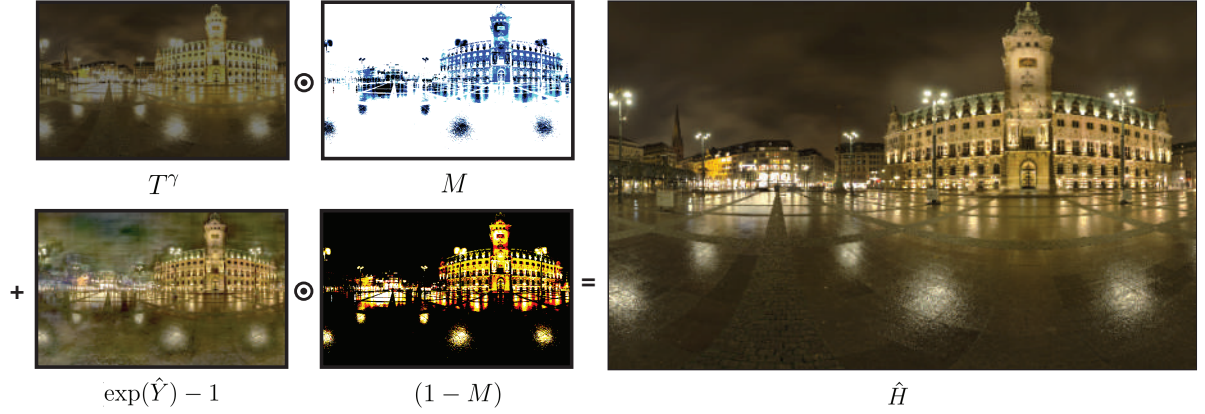 ⊙
T^γ
M
+ ⊙ =
exp(Ŷ) − 1
(1 − M)
Ĥ